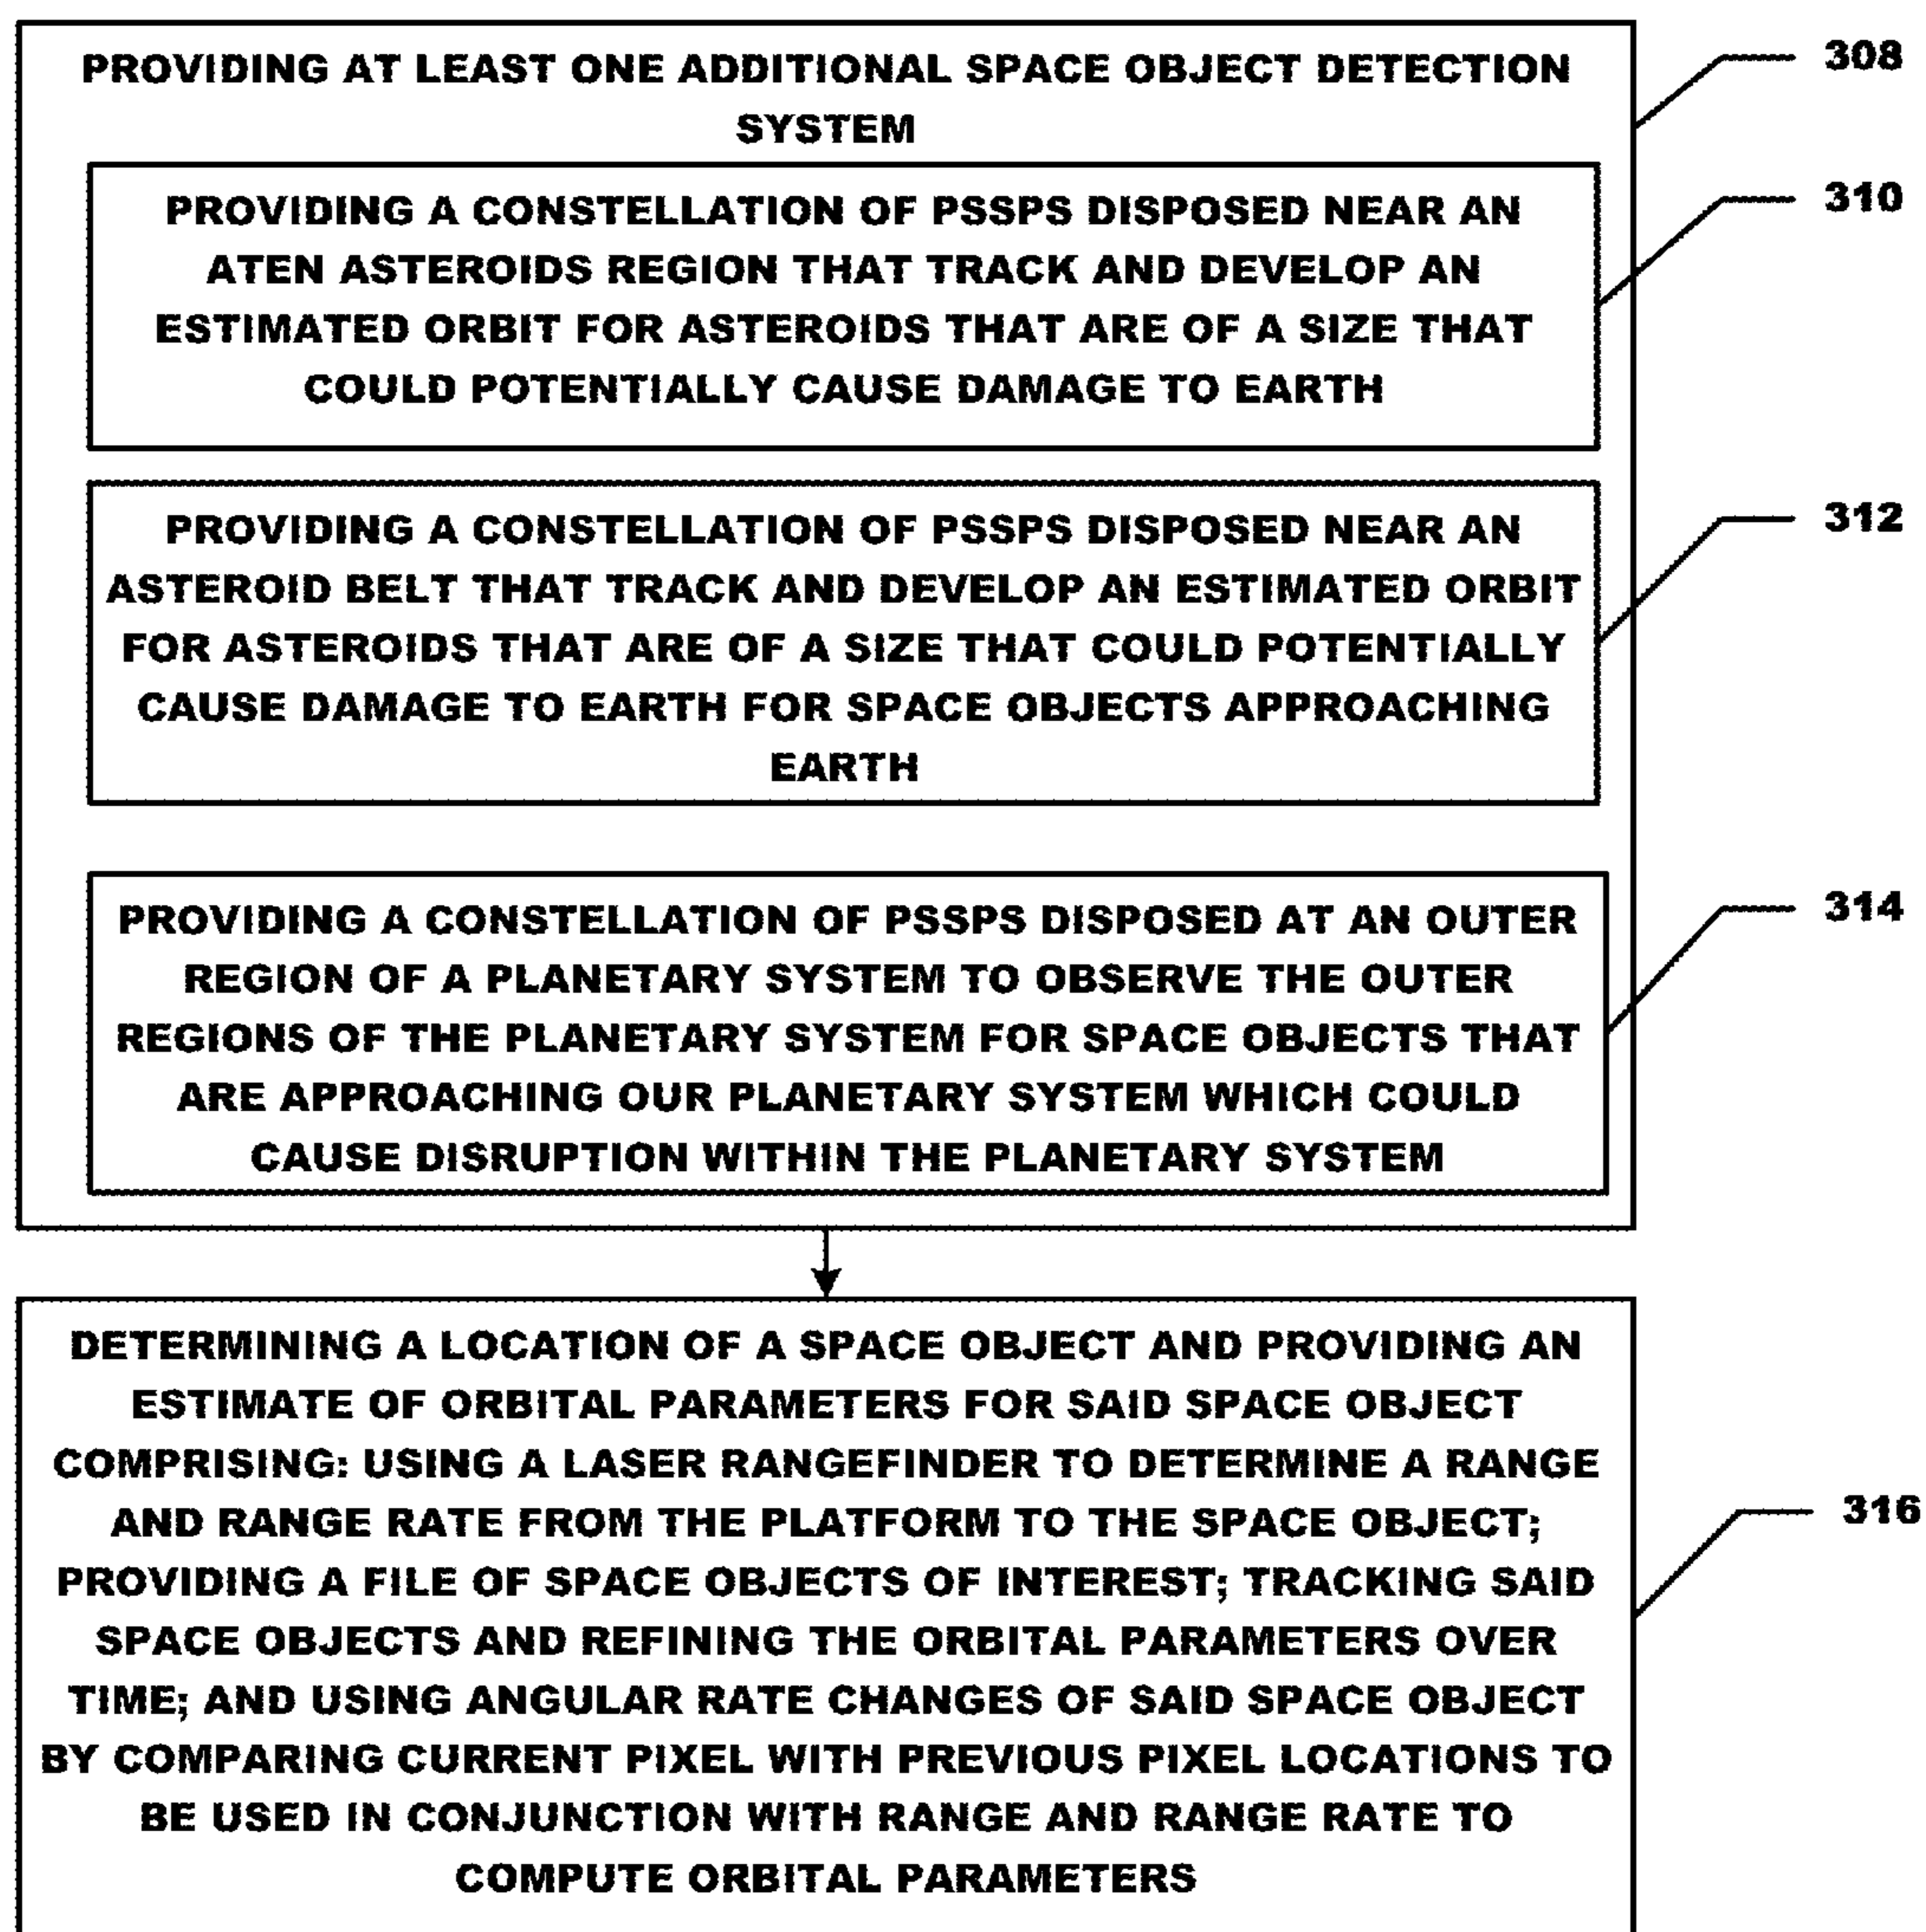 PROVIDING AT LEAST ONE ADDITIONAL SPACE OBJECT DETECTION
SYSTEM
308
PROVIDING A CONSTELLATION OF PSSPS DISPOSED NEAR AN
ATEN ASTEROIDS REGION THAT TRACK AND DEVELOP AN
ESTIMATED ORBIT FOR ASTEROIDS THAT ARE OF A SIZE THAT
COULD POTENTIALLY CAUSE DAMAGE TO EARTH
310
PROVIDING A CONSTELLATION OF PSSPS DISPOSED NEAR AN
ASTEROID BELT THAT TRACK AND DEVELOP AN ESTIMATED ORBIT
FOR ASTEROIDS THAT ARE OF A SIZE THAT COULD POTENTIALLY
CAUSE DAMAGE TO EARTH FOR SPACE OBJECTS APPROACHING
EARTH
312
PROVIDING A CONSTELLATION OF PSSPS DISPOSED AT AN OUTER
REGION OF A PLANETARY SYSTEM TO OBSERVE THE OUTER
REGIONS OF THE PLANETARY SYSTEM FOR SPACE OBJECTS THAT
ARE APPROACHING OUR PLANETARY SYSTEM WHICH COULD
CAUSE DISRUPTION WITHIN THE PLANETARY SYSTEM
314
DETERMINING A LOCATION OF A SPACE OBJECT AND PROVIDING AN
ESTIMATE OF ORBITAL PARAMETERS FOR SAID SPACE OBJECT
COMPRISING: USING A LASER RANGEFINDER TO DETERMINE A RANGE
AND RANGE RATE FROM THE PLATFORM TO THE SPACE OBJECT;
PROVIDING A FILE OF SPACE OBJECTS OF INTEREST; TRACKING SAID
SPACE OBJECTS AND REFINING THE ORBITAL PARAMETERS OVER
TIME; AND USING ANGULAR RATE CHANGES OF SAID SPACE OBJECT
BY COMPARING CURRENT PIXEL WITH PREVIOUS PIXEL LOCATIONS TO
BE USED IN CONJUNCTION WITH RANGE AND RANGE RATE TO
COMPUTE ORBITAL PARAMETERS
316